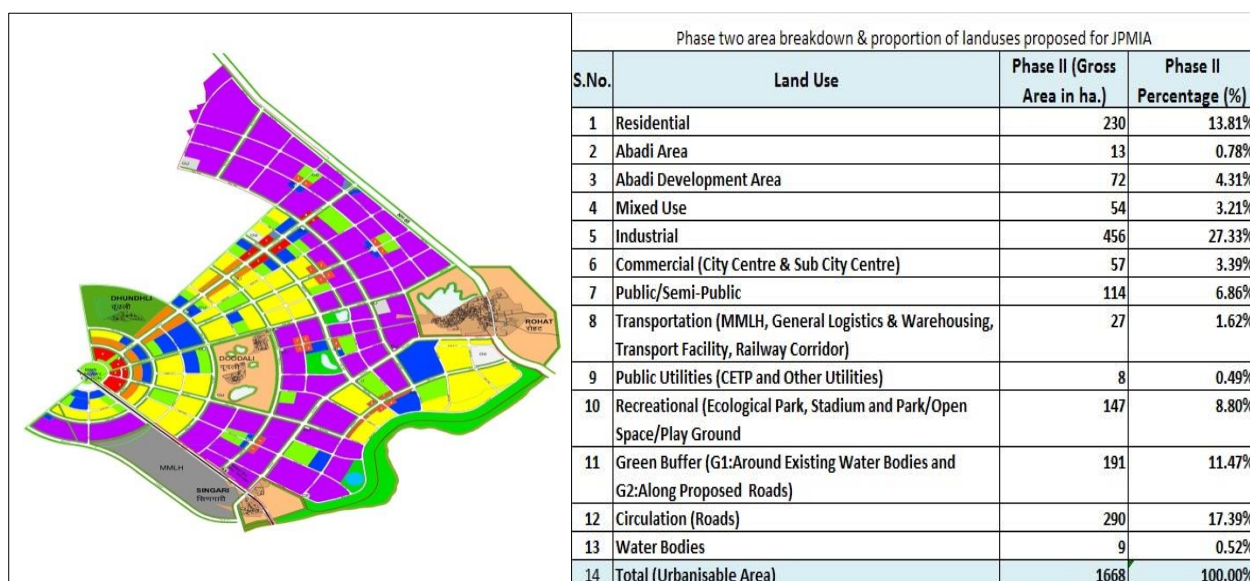 Phase two area breakdown & proportion of landuses proposed for JPMIA
S.No.
Land Use
Phase II (Gross
Area in ha.)
Phase II
Percentage (%)
1 Residential 230 13.81%
2 Abadi Area 13 0.78%
3 Abadi Development Area 72 4.31%
4 Mixed Use 54 3.21%
5 Industrial 456 27.33%
6 Commercial (City Centre & Sub City Centre) 57 3.39%
7 Public/Semi-Public 114 6.86%
8 Transportation (MMLH, General Logistics & Warehousing,
Transport Facility, Railway Corridor) 27 1.62%
9 Public Utilities (CETP and Other Utilities) 8 0.49%
10 Recreational (Ecological Park, Stadium and Park/Open
Space/Play Ground 147 8.80%
11 Green Buffer (G1:Around Existing Water Bodies and
G2:Along Proposed Roads) 191 11.47%
12 Circulation (Roads) 290 17.39%
13 Water Bodies 9 0.52%
14 Total (Urbanisable Area) 1668 100.00%
DHUNDHLI
DOODALI
ROHAT
रोहट
MMLH
SINGARI
सिणगारी